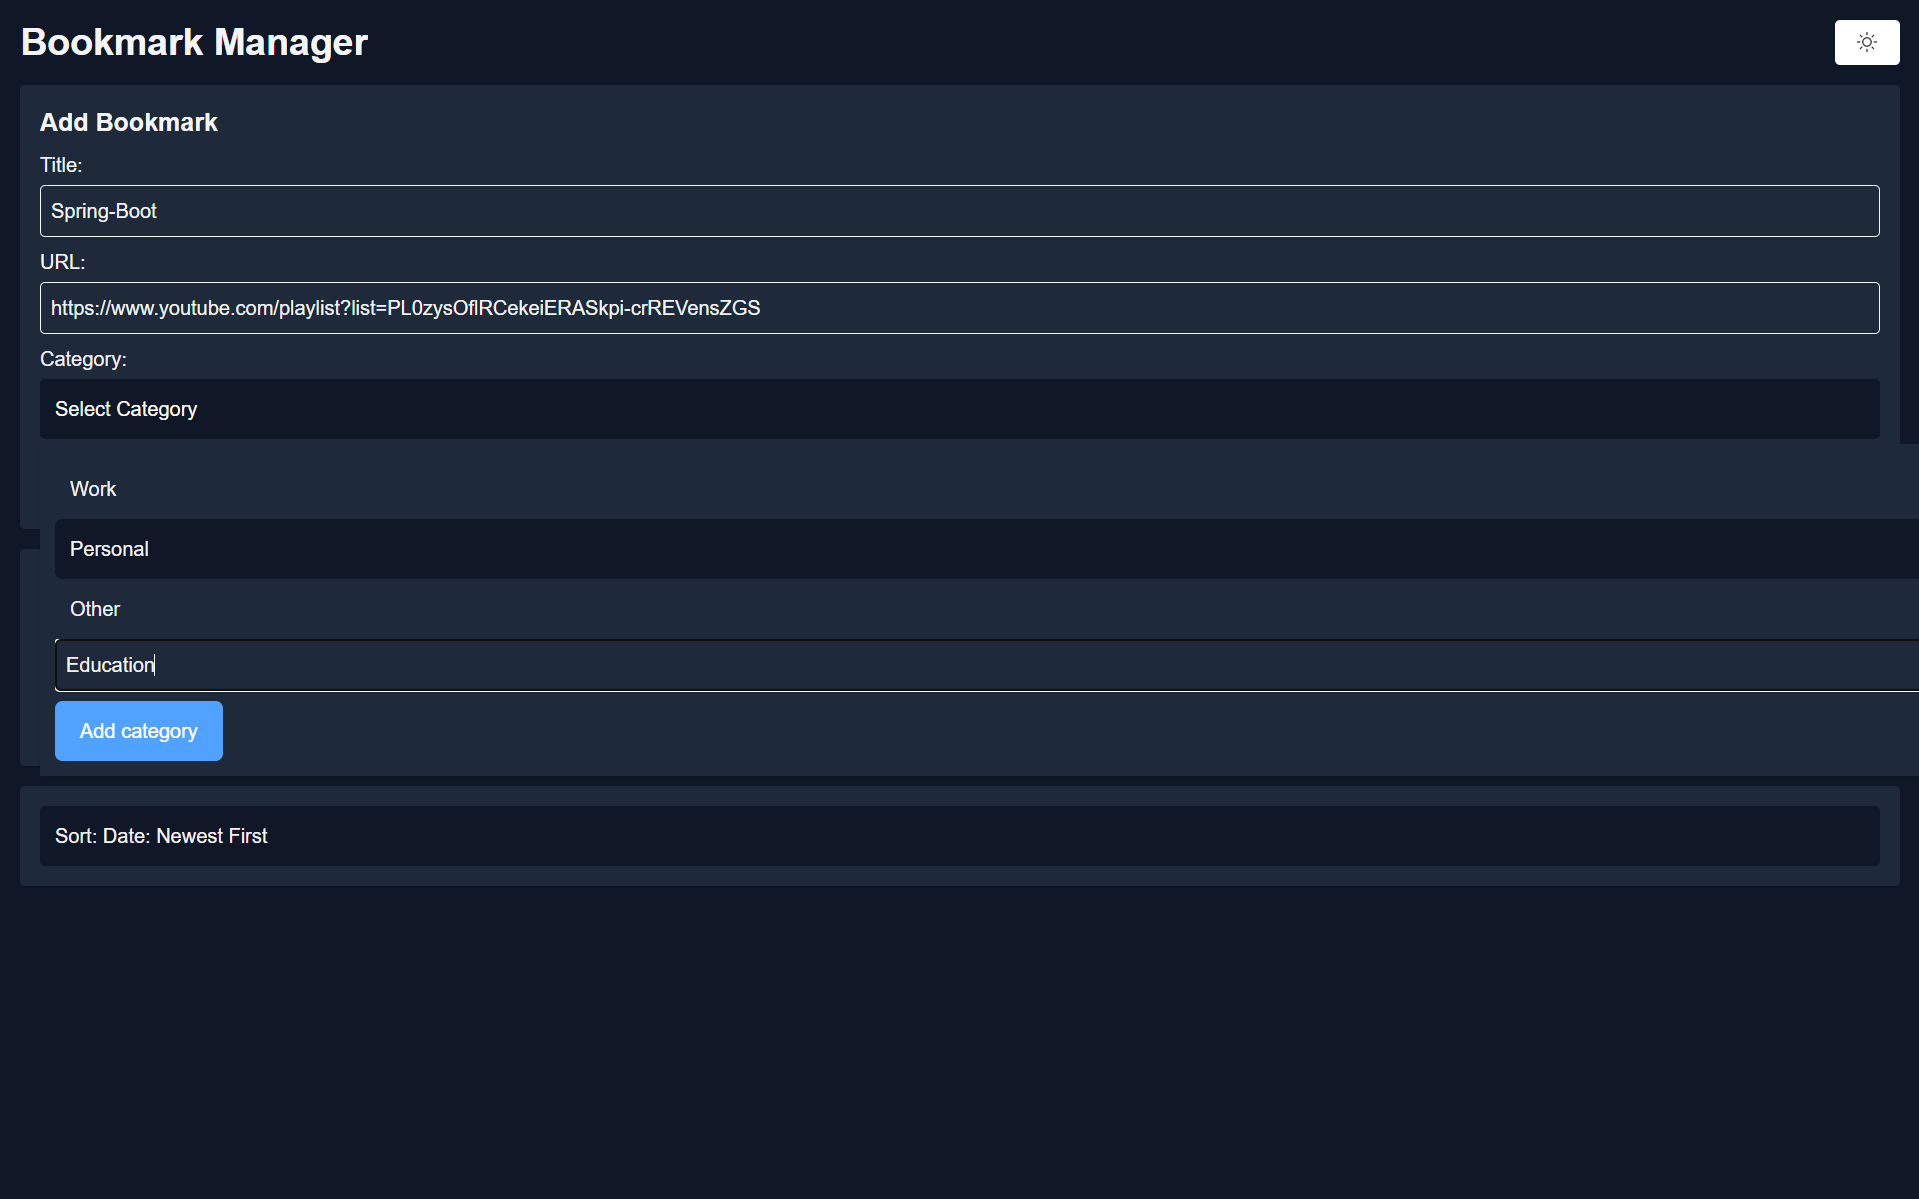 Bookmark Manager
Add Bookmark
Title:
Spring-Boot
URL:
https://www.youtube.com/playlist?list=PL0zysOflRCekeiERASkpi-crREVensZGS
Category:
Select Category
Work
Personal
Other
Education
Add category
Sort: Date: Newest First